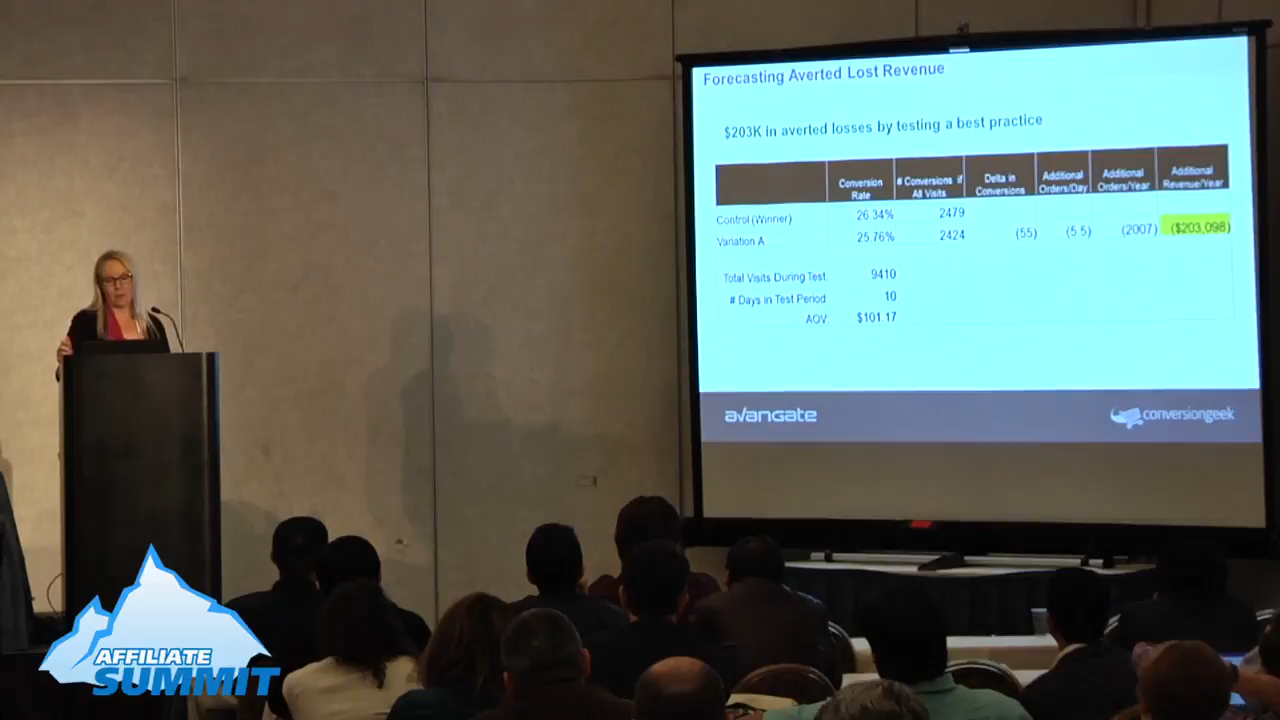 Forecasting Averted Lost Revenue
$203K in averted losses by testing a best practice
Conversion Rate # Conversions if All Visits Delta in Conversions Additional Orders/Day Additional Orders/Year Additional Revenue/Year
Control (Winner) 26.34% 2479
Variation A 25.76% 2424 (55) (5.5) (2007) ($203,098)
Total Visits During Test 9410
# Days in Test Period 10
AOV: $101.17
avangate conversiongeek
AFFILIATE
SUMMIT